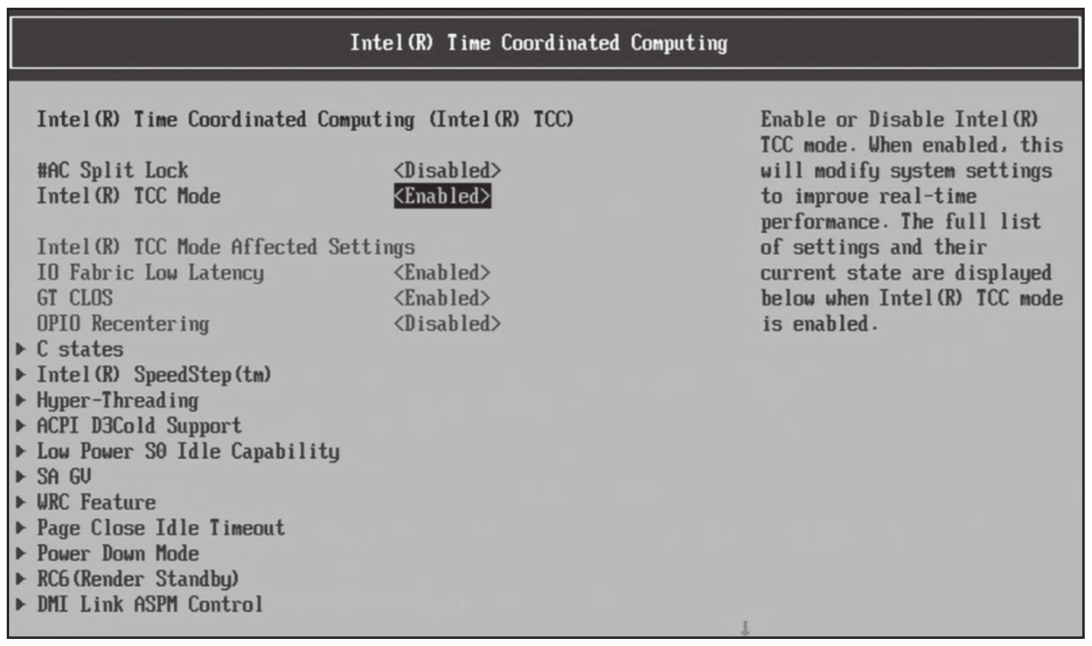 Intel(R) Time Coordinated Computing
Intel(R) Time Coordinated Computing (Intel(R) TCC)
#AC Split Lock <Disabled>
Intel(R) TCC Mode <Enabled>
Intel(R) TCC Mode Affected Settings
IO Fabric Low Latency <Enabled>
GT CLOS <Enabled>
OPIO Recentering <Disabled>
C states
Intel(R) SpeedStep(tm)
Hyper-Threading
ACPI D3Cold Support
Low Power S0 Idle Capability
SA GV
WRC Feature
Page Close Idle Timeout
Power Down Mode
RC6(Render Standby)
DMI Link ASPM Control
Enable or Disable Intel(R)
TCC mode. When enabled, this
will modify system settings
to improve real-time
performance. The full list
of settings and their
current state are displayed
below when Intel(R) TCC mode
is enabled.